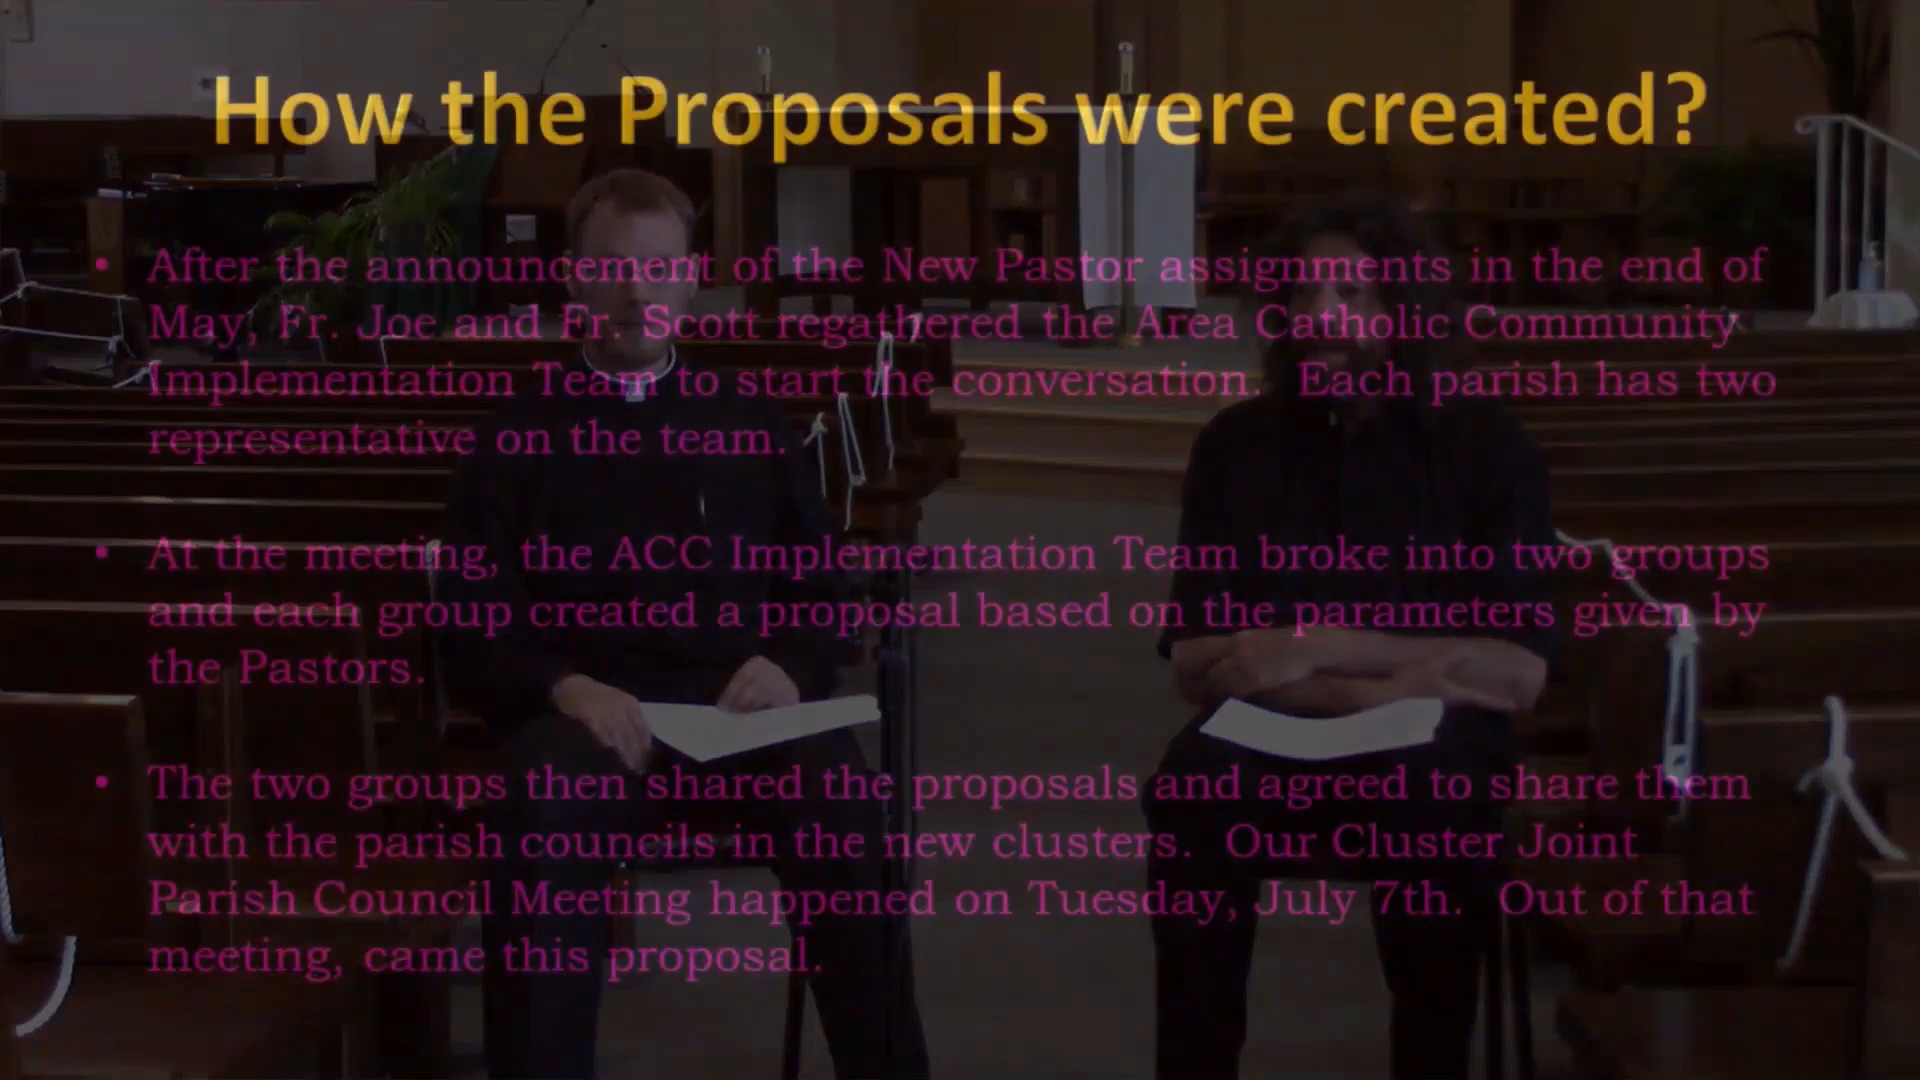 How the Proposals were created?
• After the announcement of the New Pastor assignments in the end of
May, Fr. Joe and Fr. Scott regathered the Area Catholic Community
Implementation Team to start the conversation. Each parish has two
representative on the team.
• At the meeting, the ACC Implementation Team broke into two groups
and each group created a proposal based on the parameters given by
the Pastors.
• The two groups then shared the proposals and agreed to share them
with the parish councils in the new clusters. Our Cluster Joint
Parish Council Meeting happened on Tuesday, July 7th. Out of that
meeting, came this proposal.